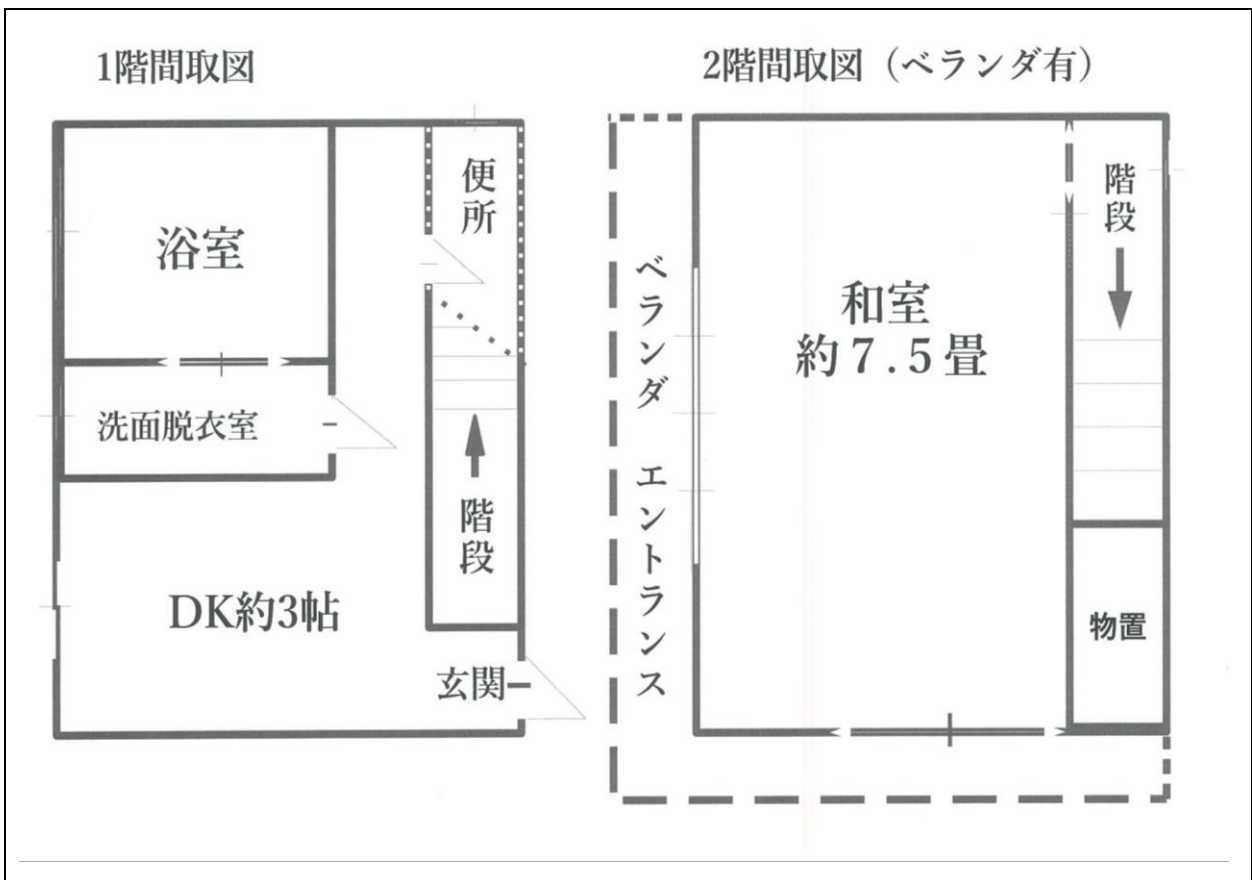 1階間取図
浴室
便所
洗面脱衣室
階段
DK約3帖
玄関
2階間取図（ベランダ有）
ベランダ エントランス
和室
約7.5畳
階段
物置